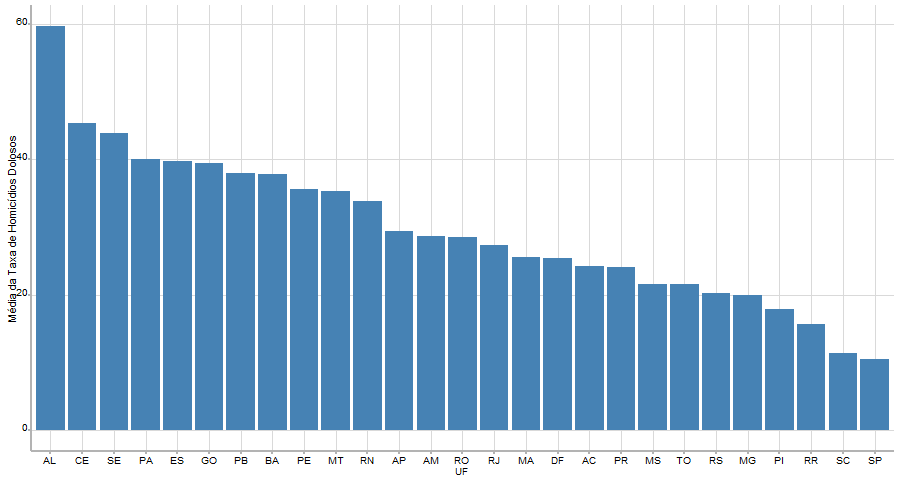 Média da Taxa de Homicídios Dolosos
60
40
20
0
AL CE SE PA ES GO PB BA PE MT RN AP AM RO RJ MA DF AC PR MS TO RS MG PI RR SC SP
UF